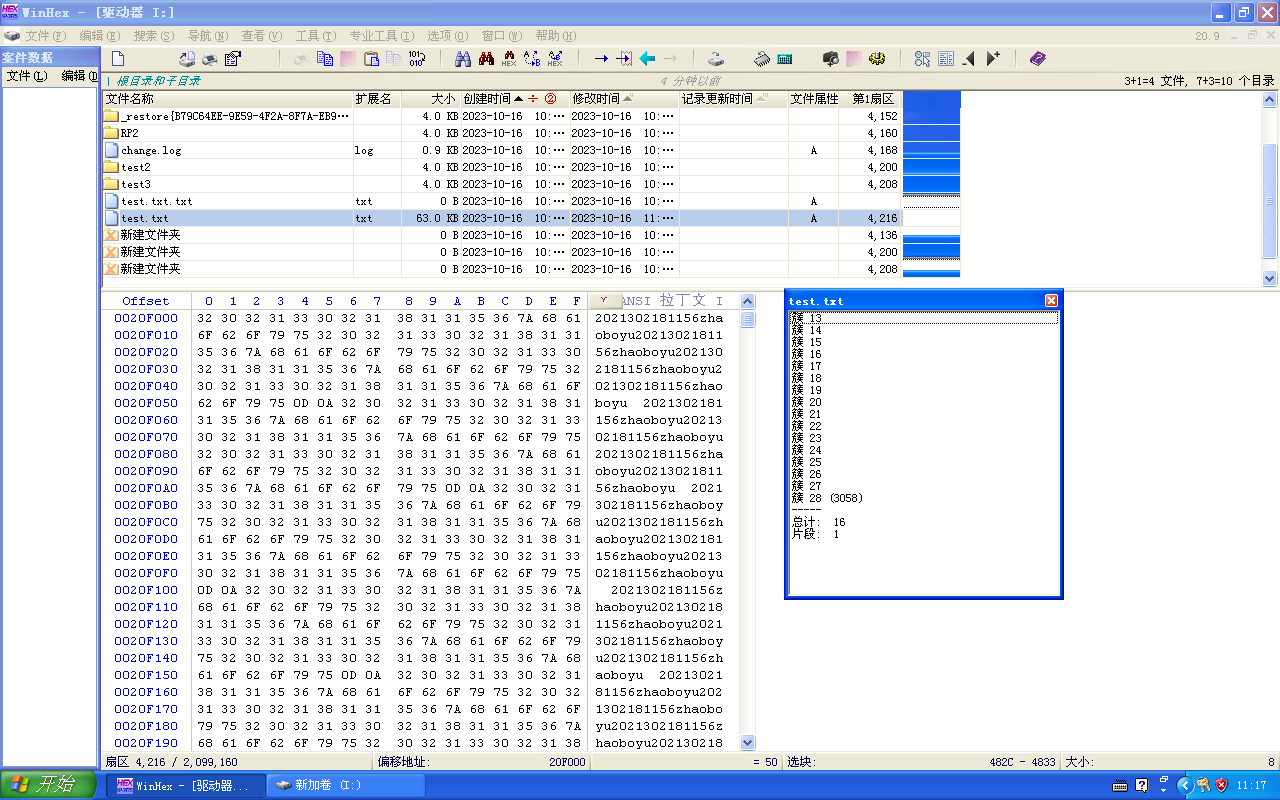 WinHex - [驱动器 I:]
文件(F) 编辑(E) 搜索(S) 导航(N) 查看(V) 工具(T) 专业工具(I) 选项(O) 窗口(W) 帮助(H) 20.9
案件数据
文件(L) 编辑(D
根目录和子目录 4 分钟以前 3+1=4 文件, 7+3=10 个目录
文件名称 扩展名 大小 创建时间 修改时间 记录更新时间 文件属性 第1扇区
_restore{B79C64EE-9E59-4F2A-8F7A-EB9··· 4.0 KB 2023-10-16 10:··· 2023-10-16 10:··· 4,152
RP2 4.0 KB 2023-10-16 10:··· 2023-10-16 10:··· 4,160
change.log log 0.9 KB 2023-10-16 10:··· 2023-10-16 10:··· A 4,168
test2 4.0 KB 2023-10-16 10:··· 2023-10-16 10:··· 4,200
test3 4.0 KB 2023-10-16 10:··· 2023-10-16 10:··· 4,208
test.txt.txt txt 0 B 2023-10-16 10:··· 2023-10-16 10:··· A
test.txt txt 63.0 KB 2023-10-16 10:··· 2023-10-16 11:··· A 4,216
新建文件夹 0 B 2023-10-16 10:··· 2023-10-16 10:··· 4,136
新建文件夹 0 B 2023-10-16 10:··· 2023-10-16 10:··· 4,200
新建文件夹 0 B 2023-10-16 10:··· 2023-10-16 10:··· 4,208
Offset 0 1 2 3 4 5 6 7 8 9 A B C D E F ANSI 拉丁文 I
0020F000 32 30 32 31 33 30 32 31 38 31 31 35 36 7A 68 61 2021302181156zha
0020F010 6F 62 6F 79 75 32 30 32 31 33 30 32 31 38 31 31 oboyu20213021811
0020F020 35 36 7A 68 61 6F 62 6F 79 75 32 30 32 31 33 30 56zhaoboyu202130
0020F030 32 31 38 31 31 35 36 7A 68 61 6F 62 6F 79 75 32 2181156zhaoboyu2
0020F040 30 32 31 33 30 32 31 38 31 31 35 36 7A 68 61 6F 021302181156zhao
0020F050 62 6F 79 75 0D 0A 32 30 32 31 33 30 32 31 38 31 boyu 2021302181
0020F060 31 35 36 7A 68 61 6F 62 6F 79 75 32 30 32 31 33 156zhaoboyu20213
0020F070 30 32 31 38 31 31 35 36 7A 68 61 6F 62 6F 79 75 02181156zhaoboyu
0020F080 32 30 32 31 33 30 32 31 38 31 31 35 36 7A 68 61 2021302181156zha
0020F090 6F 62 6F 79 75 32 30 32 31 33 30 32 31 38 31 31 oboyu20213021811
0020F0A0 35 36 7A 68 61 6F 62 6F 79 75 0D 0A 32 30 32 31 56zhaoboyu 2021
0020F0B0 33 30 32 31 38 31 31 35 36 7A 68 61 6F 62 6F 79 302181156zhaoboy
0020F0C0 75 32 30 32 31 33 30 32 31 38 31 31 35 36 7A 68 u2021302181156zh
0020F0D0 61 6F 62 6F 79 75 32 30 32 31 33 30 32 31 38 31 aoboyu2021302181
0020F0E0 31 35 36 7A 68 61 6F 62 6F 79 75 32 30 32 31 33 156zhaoboyu20213
0020F0F0 30 32 31 38 31 31 35 36 7A 68 61 6F 62 6F 79 75 02181156zhaoboyu
0020F100 0D 0A 32 30 32 31 33 30 32 31 38 31 31 35 36 7A 2021302181156z
0020F110 68 61 6F 62 6F 79 75 32 30 32 31 33 30 32 31 38 haoboyu202130218
0020F120 31 31 35 36 7A 68 61 6F 62 6F 79 75 32 30 32 31 1156zhaoboyu2021
0020F130 33 30 32 31 38 31 31 35 36 7A 68 61 6F 62 6F 79 302181156zhaoboy
0020F140 75 32 30 32 31 33 30 32 31 38 31 31 35 36 7A 68 u2021302181156zh
0020F150 61 6F 62 6F 79 75 0D 0A 32 30 32 31 33 30 32 31 aoboyu 20213021
0020F160 38 31 31 35 36 7A 68 61 6F 62 6F 79 75 32 30 32 81156zhaoboyu202
0020F170 31 33 30 32 31 38 31 31 35 36 7A 68 61 6F 62 6F 1302181156zhaobo
0020F180 79 75 32 30 32 31 33 30 32 31 38 31 31 35 36 7A yu2021302181156z
0020F190 68 61 6F 62 6F 79 75 32 30 32 31 33 30 32 31 38 haoboyu202130218
test.txt
簇 13
簇 14
簇 15
簇 16
簇 17
簇 18
簇 19
簇 20
簇 21
簇 22
簇 23
簇 24
簇 25
簇 26
簇 27
簇 28 (3058)
-----
总计: 16
片段: 1
扇区 4,216 / 2,099,160 偏移地址: 20F000 = 50 选块: 482C - 4833 大小: 8
开始 WinHex - [驱动器... 新加卷 (I:) 11:17